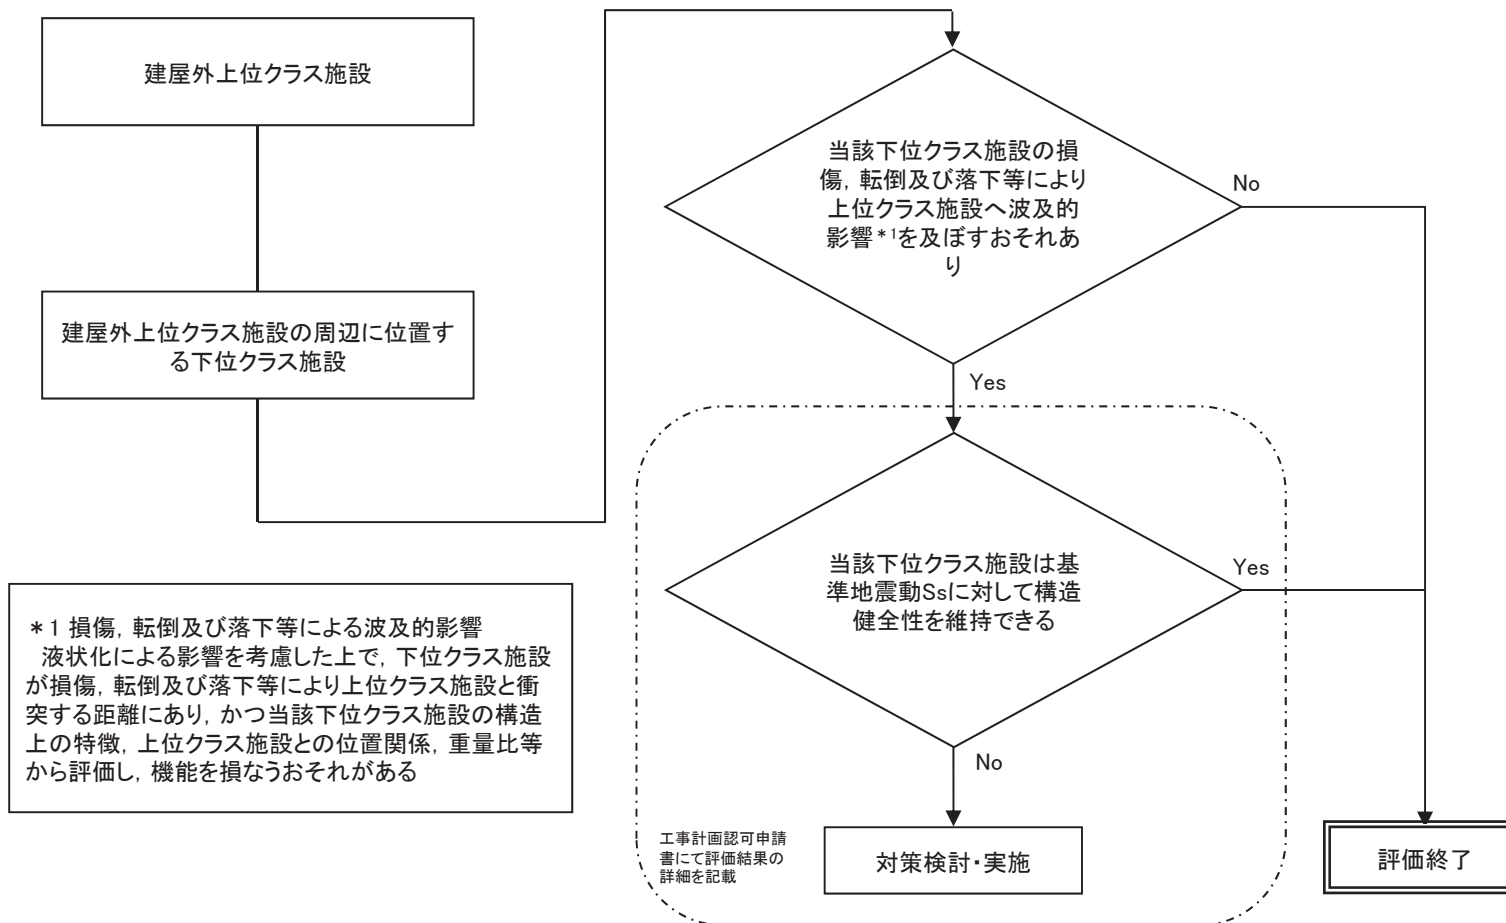 建屋外上位クラス施設
建屋外上位クラス施設の周辺に位置す
る下位クラス施設
*1 損傷，転倒及び落下等による波及的影響
液状化による影響を考慮した上で，下位クラス施設
が損傷，転倒及び落下等により上位クラス施設と衝
突する距離にあり，かつ当該下位クラス施設の構造
上の特徴，上位クラス施設との位置関係，重量比等
から評価し，機能を損なうおそれがある
当該下位クラス施設の損
傷，転倒及び落下等により
上位クラス施設へ波及的
影響*1を及ぼすおそれあ
り
No
Yes
当該下位クラス施設は基
準地震動Ssに対して構造
健全性を維持できる
Yes
No
工事計画認可申請
書にて評価結果の
詳細を記載
対策検討・実施
評価終了